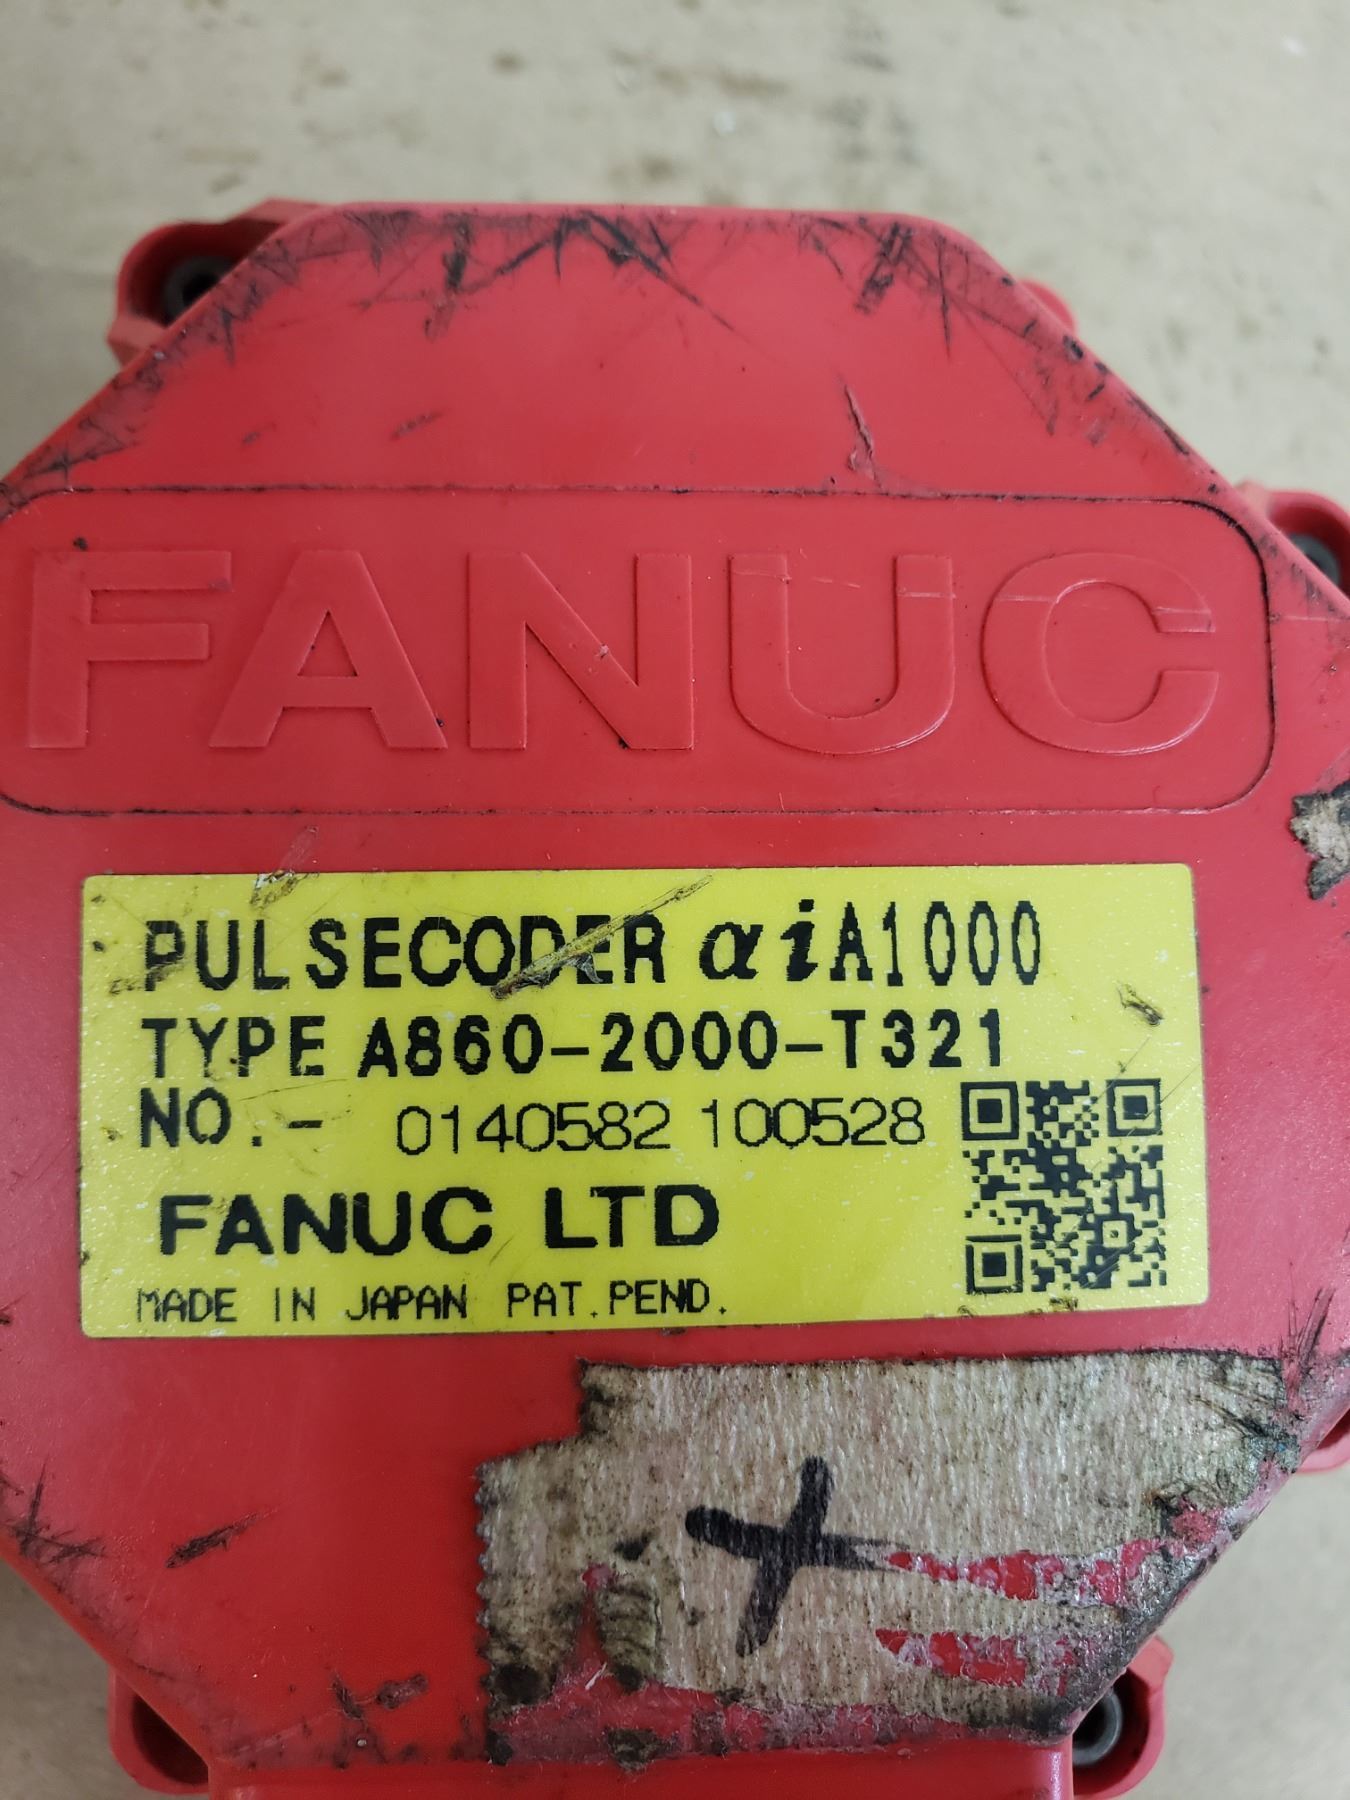 FANUC
PULSECODER αiA1000
TYPE A860-2000-T321
NO.- 0140582 100528
FANUC LTD
MADE IN JAPAN PAT.PEND.